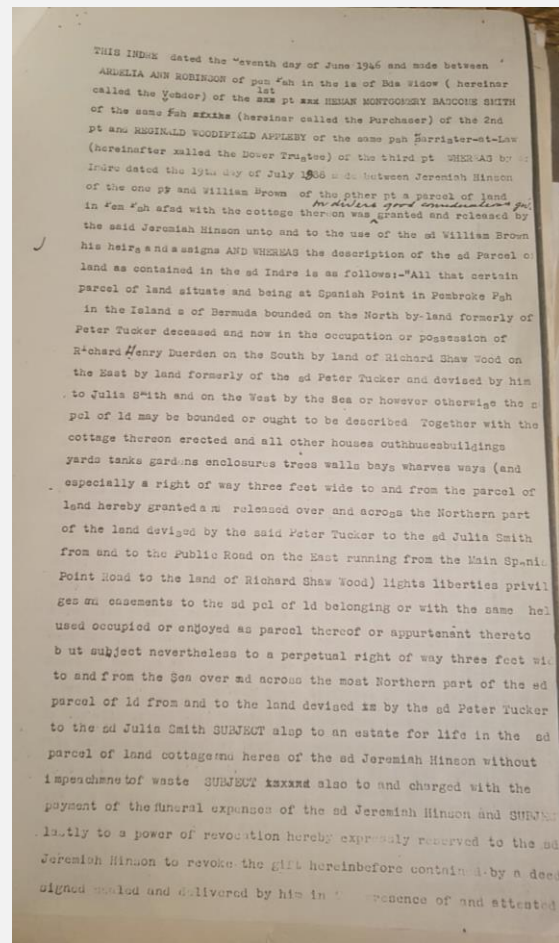 THIS INDRE dated the Seventh day of June 1946 and made between
ARDELIA ANN ROBINSON of pem Psh in the is of Bda Widow ( hereinar
1st
called the Vebdor) of the xxx pt xxx HEMAN MONTGOMERY BASCOME SMITH
of the same Psh (hereinar called the Purchaser) of the 2nd
pt and REGINALD WOODIFIELD APPLEBY of the same psh Barrister-at-Law
(hereinafter xalled the Dower Trustee) of the third pt WHEREAS by
Indre dated the 19th day of July between Jeremiah Hinson
of the one pp and William Brown of the pther pt a parcel of land
in divers good considerations
in Pem Psh afsd with the cottage thereon was granted and released by
the said Jeremiah Hinson unto and to the use of the sd William Brown
his heirs and assigns AND WHEREAS the description of the sd Parcel
land as contained in the sd Indre is as follows:-"All that certain
parcel of land situate and being at Spanish Point in Pembroke Psh
in the Island s of Bermuda bounded on the North by-land formerly of
Peter Tucker deceased and now in the occupation or possession of
Richard Henry Duerden on the South by land of Richard Shaw Wood on
the East by land formerly of the sd Peter Tucker and devised by him
to Julia Smith and on the West by the Sea or however otherwise the s
pcl of ld may be bounded or ought to be described Together with the
cottage thereon erected and all other houses outhhusesbuildings
yards tanks gardens enclosures trees walls bays wharves ways (and
especially a right of way three feet wide to and from the parcel of
land hereby granted and released over and across the Northern part
of the land devised by the said Peter Tucker to the sd Julia Smith
from and to the Public Road on the East running from the Main Spanis
Point Road to the land of Richard Shaw Wood) lights liberties privil
ges and easements to the sd pcl of ld belonging or with the same hel
used occupied or enjoyed as parcel thereof or appurtenant thereto
b ut subject nevertheless to a perpetual right of way three feet wid
to and from the Sea over and across the most Northern part of the sd
parcel of ld from and to the land devised by the sd Peter Tucker
to the sd Julia Smith SUBJECT alsp to an estate for life in the sd
parcel of land cottage and heres of the sd Jeremiah Hinson without
impeachmnetof waste SUBJECT also to and charged with the
payment of the funeral expenses of the sd Jeremiah Hinson and SUBJE
lastly to a power of revocation hereby expressly reserved to the sd
Jeremiah Hinson to revoke the gift hereinbefore contained by a deed
signed sealed and delivered by him in presence of and attested